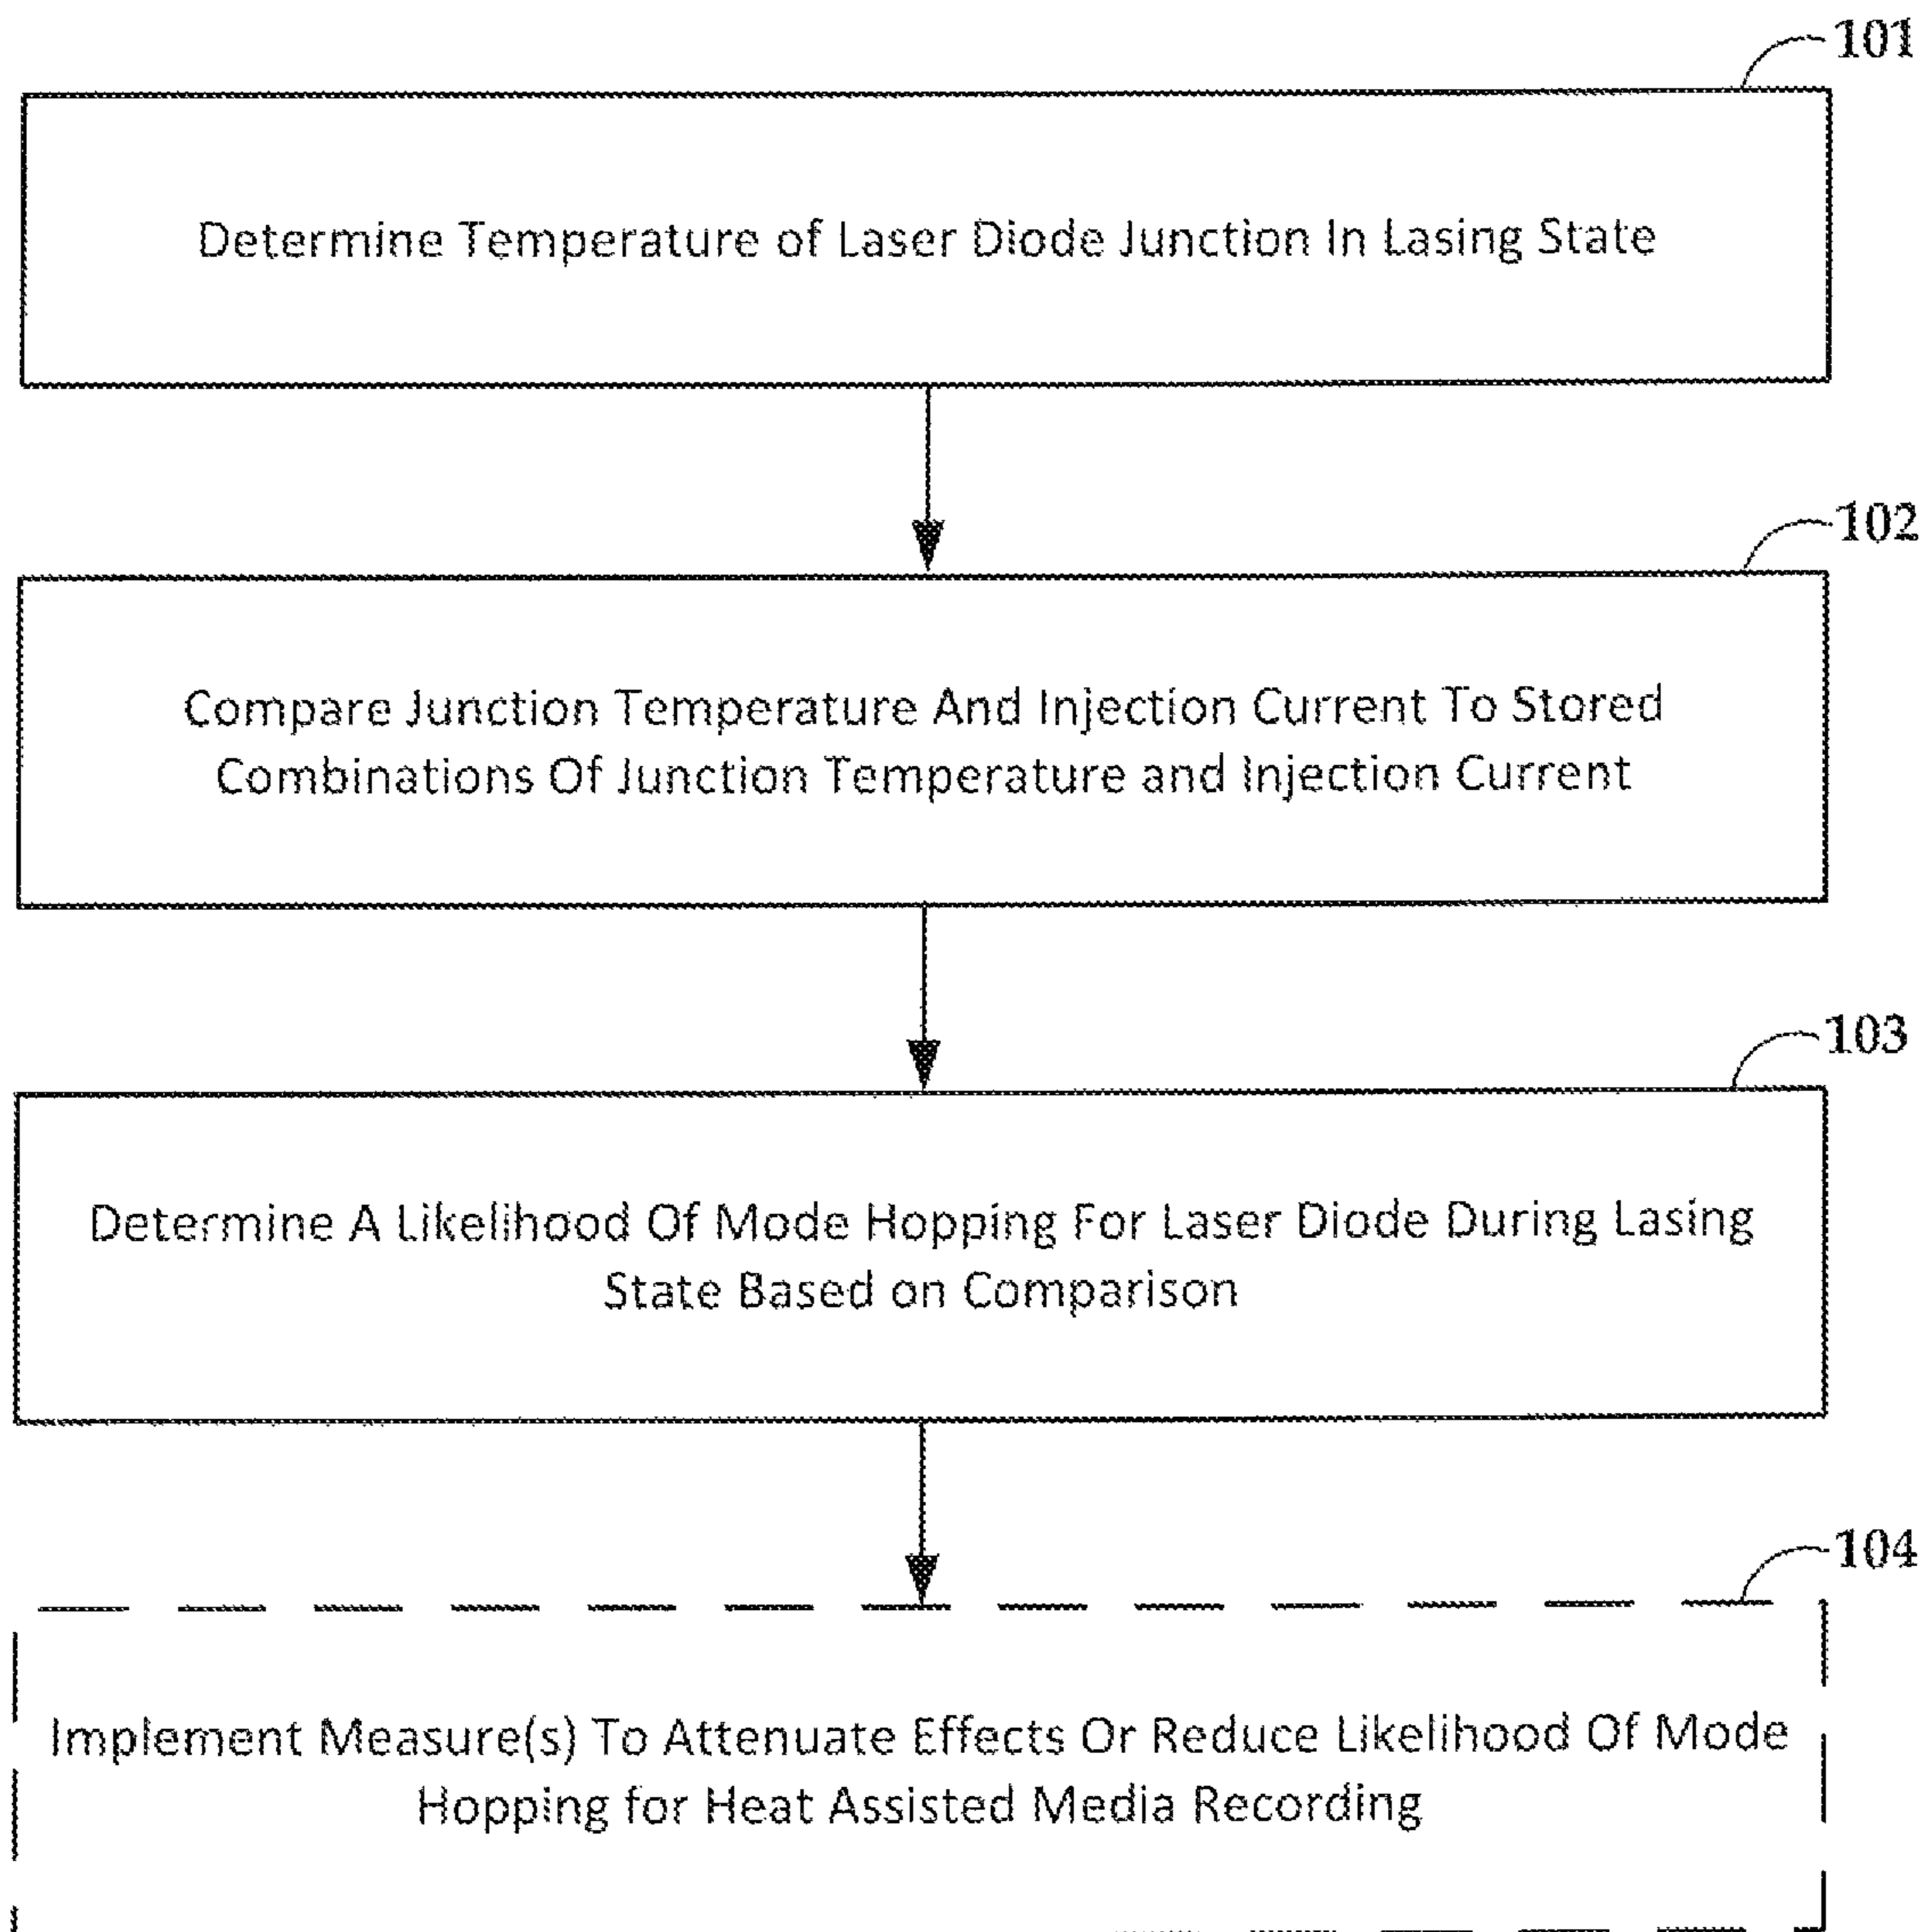 101
Determine Temperature of Laser Diode Junction In Lasing State
102
Compare Junction Temperature And Injection Current To Stored
Combinations Of Junction Temperature and Injection Current
103
Determine A Likelihood Of Mode Hopping For Laser Diode During Lasing
State Based on Comparison
104
Implement Measure(s) To Attenuate Effects Or Reduce Likelihood Of Mode
Hopping for Heat Assisted Media Recording